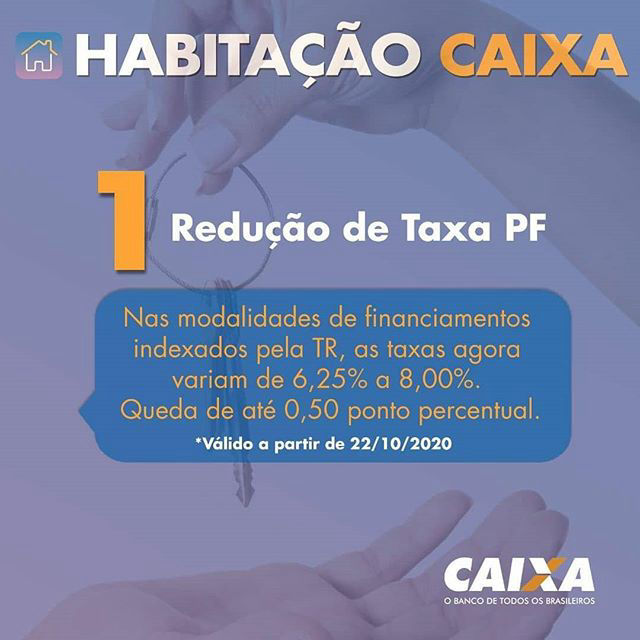 HABITAÇÃO CAIXA
1 Redução de Taxa PF
Nas modalidades de financiamentos
indexados pela TR, as taxas agora
variam de 6,25% a 8,00%.
Queda de até 0,50 ponto percentual.
*Válido a partir de 22/10/2020
CAIXA
O BANCO DE TODOS OS BRASILEIROS